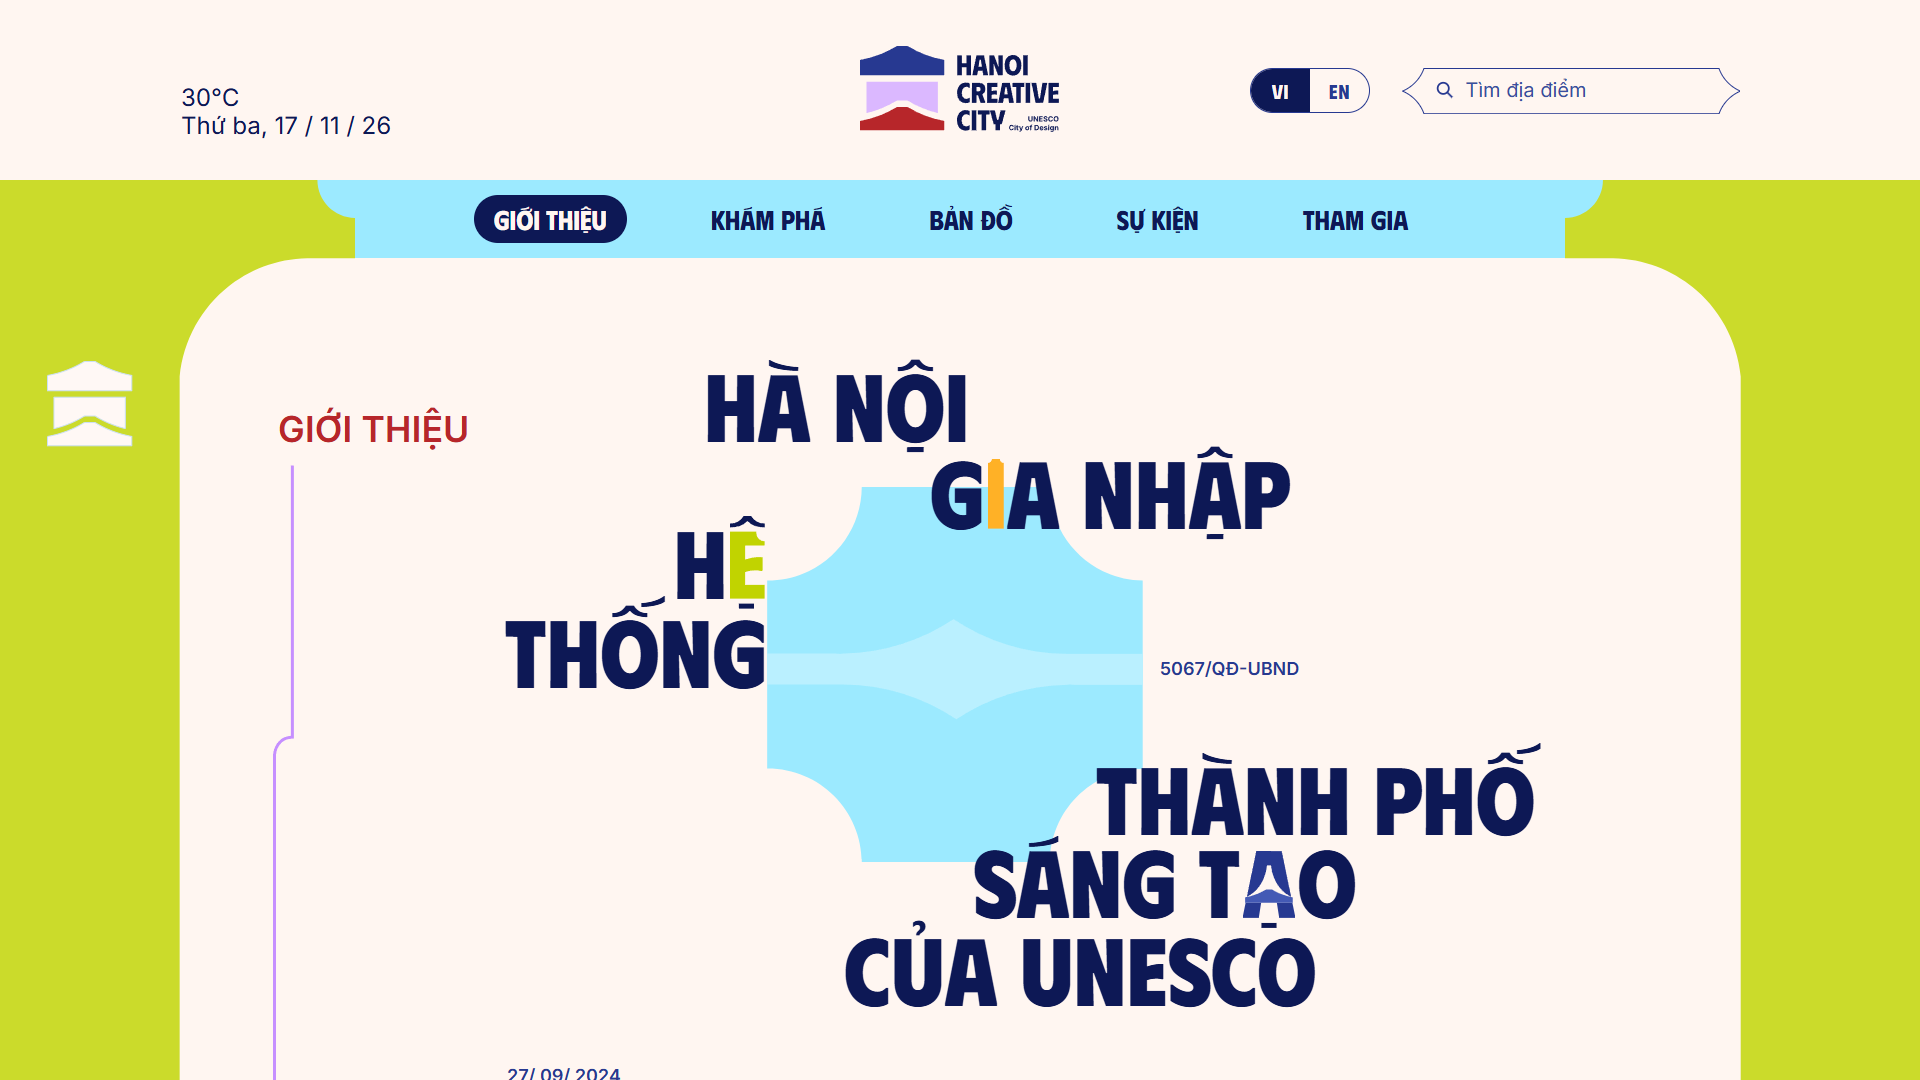 30°C
Thứ ba, 17 / 11 / 26
HANOI
CREATIVE
CITY
UNESCO
City of Design
VI
EN
Tìm địa điểm
GIỚI THIỆU
KHÁM PHÁ
BẢN ĐỒ
SỰ KIỆN
THAM GIA
GIỚI THIỆU
HÀ NỘI
GIA NHẬP
HỆ
THỐNG
5067/QĐ-UBND
THÀNH PHỐ
SÁNG TẠO
CỦA UNESCO
27/ 09/ 2024